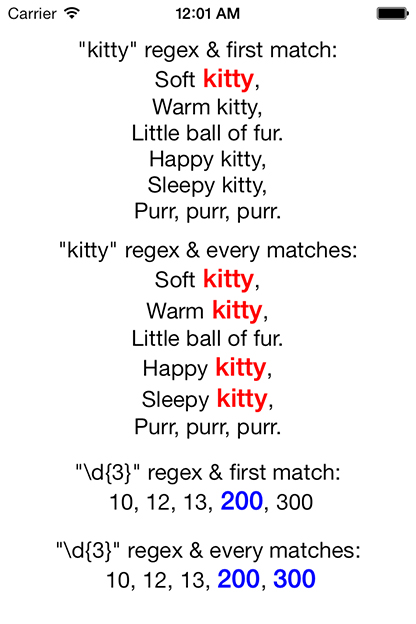 Carrier 12:01 AM
"kitty" regex & first match:
Soft kitty,
Warm kitty,
Little ball of fur.
Happy kitty,
Sleepy kitty,
Purr, purr, purr.
"kitty" regex & every matches:
Soft kitty,
Warm kitty,
Little ball of fur.
Happy kitty,
Sleepy kitty,
Purr, purr, purr.
"\d{3}" regex & first match:
10, 12, 13, 200, 300
"\d{3}" regex & every matches:
10, 12, 13, 200, 300